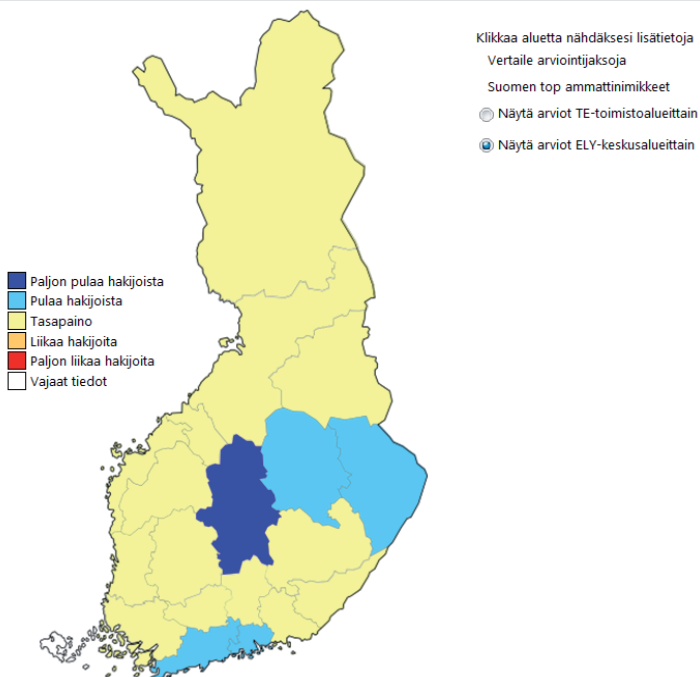 Klikkaa aluetta nähdäksesi lisätietoja
Vertaile arviointijaksoja
Suomen top ammattinimikkeet
Näytä arviot TE-toimistoalueittain
Näytä arviot ELY-keskusalueittain
Paljon pulaa hakijoista
Pulaa hakijoista
Tasapaino
Liikaa hakijoita
Paljon liikaa hakijoita
Vajaat tiedot